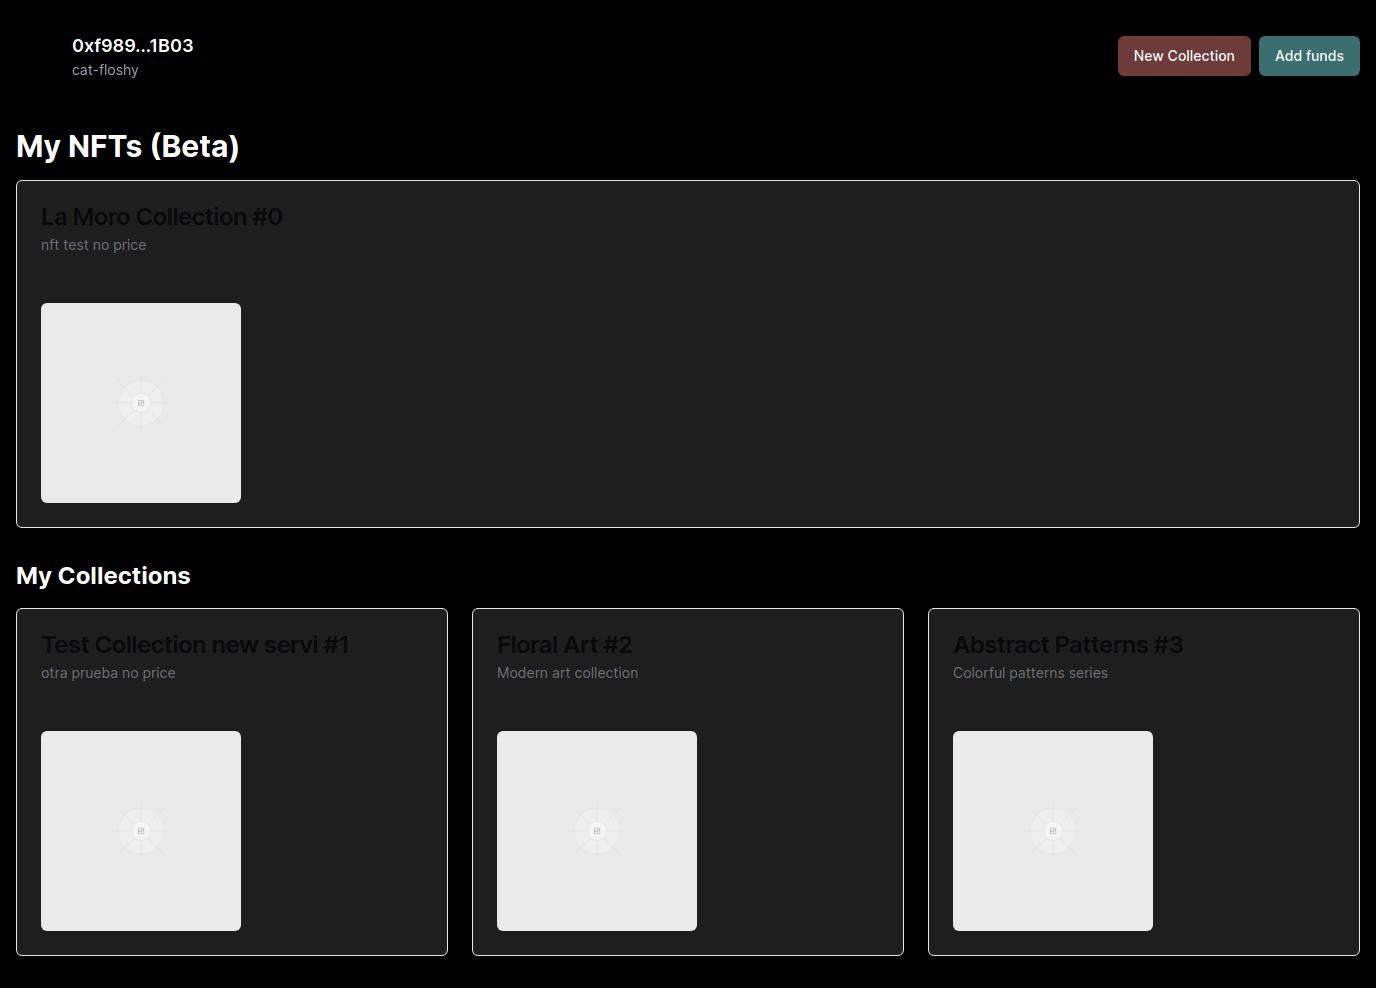 0xf989...1B03
cat-floshy
New Collection
Add funds
My NFTs (Beta)
La Moro Collection #0
nft test no price
My Collections
Test Collection new servi #1
otra prueba no price
Floral Art #2
Modern art collection
Abstract Patterns #3
Colorful patterns series